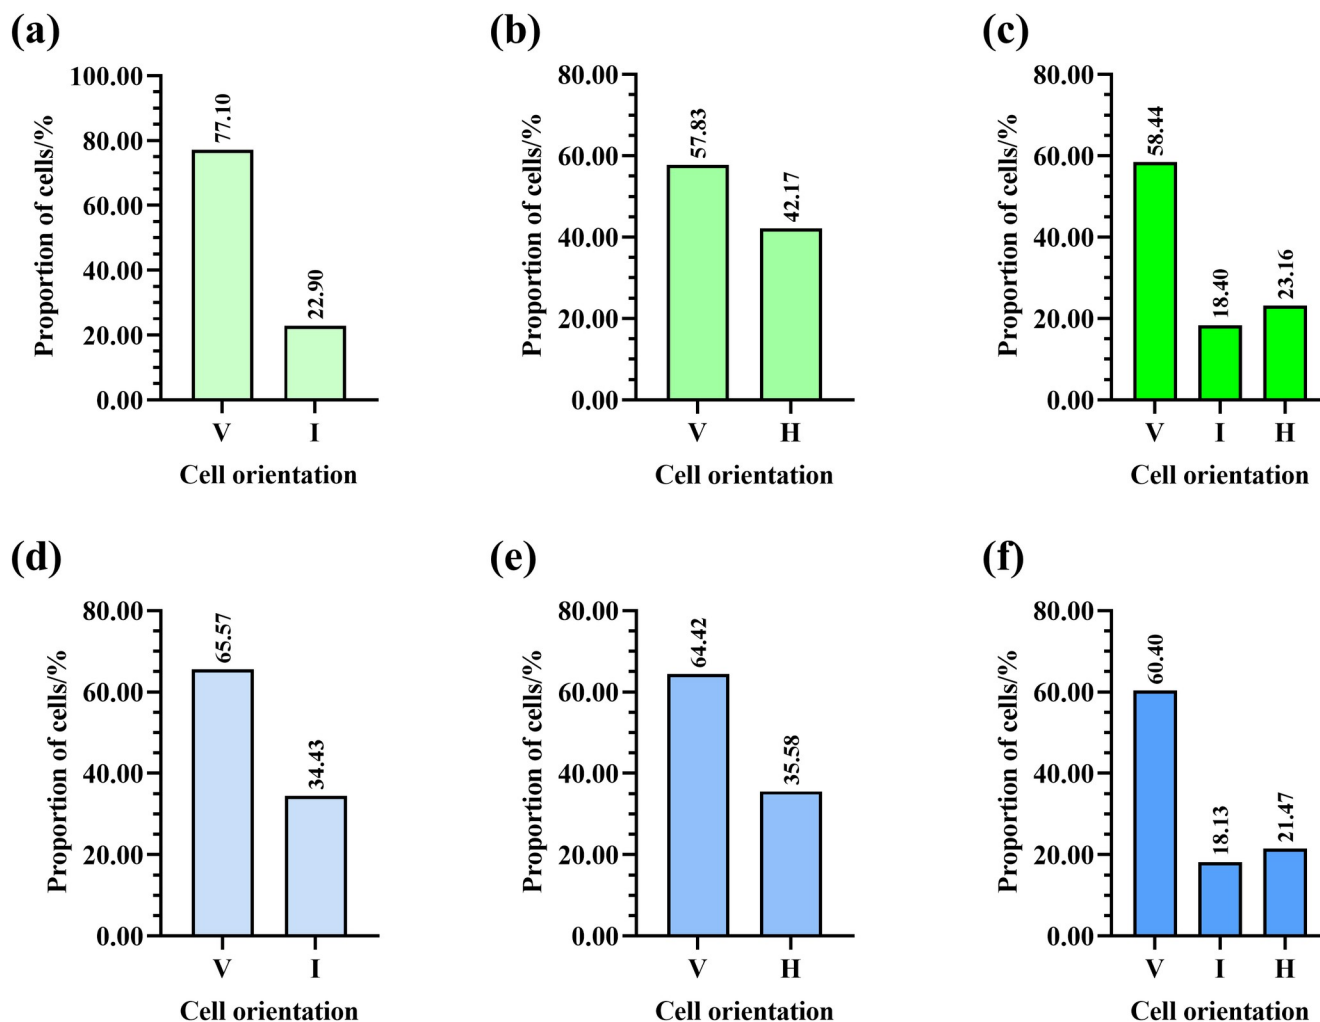 (a)
Proportion of cells/%
100.00
80.00
60.00
40.00
20.00
0.00
77.10
22.90
V I
Cell orientation
(b)
Proportion of cells/%
80.00
60.00
40.00
20.00
0.00
57.83
42.17
V H
Cell orientation
(c)
Proportion of cells/%
80.00
60.00
40.00
20.00
0.00
58.44
18.40
23.16
V I H
Cell orientation
(d)
Proportion of cells/%
80.00
60.00
40.00
20.00
0.00
65.57
34.43
V I
Cell orientation
(e)
Proportion of cells/%
80.00
60.00
40.00
20.00
0.00
64.42
35.58
V H
Cell orientation
(f)
Proportion of cells/%
80.00
60.00
40.00
20.00
0.00
60.40
18.13
21.47
V I H
Cell orientation